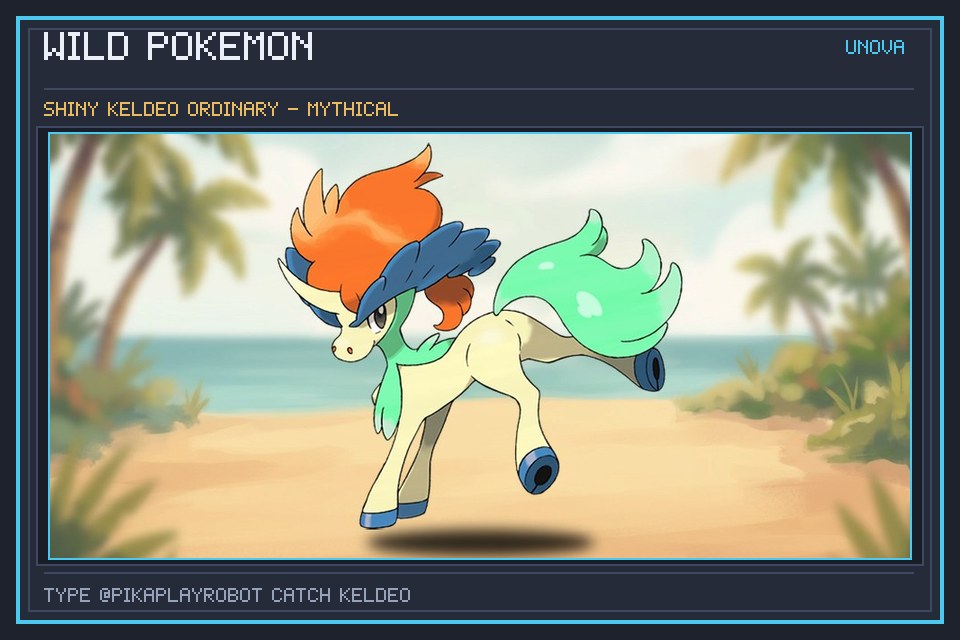 WILD POKEMON
UNOVA
SHINY KELDEO ORDINARY - MYTHICAL
TYPE @PIKAPLAYROBOT CATCH KELDEO